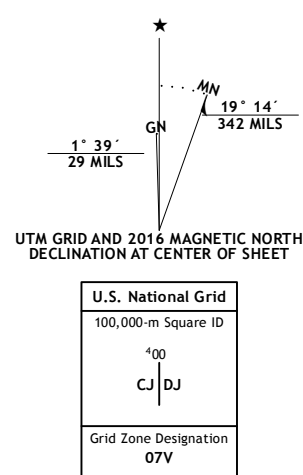 ★
MN
GN
19° 14´
342 MILS
1° 39´
29 MILS
UTM GRID AND 2016 MAGNETIC NORTH
DECLINATION AT CENTER OF SHEET
U.S. National Grid
100,000-m Square ID
⁴00
CJ DJ
Grid Zone Designation
07V